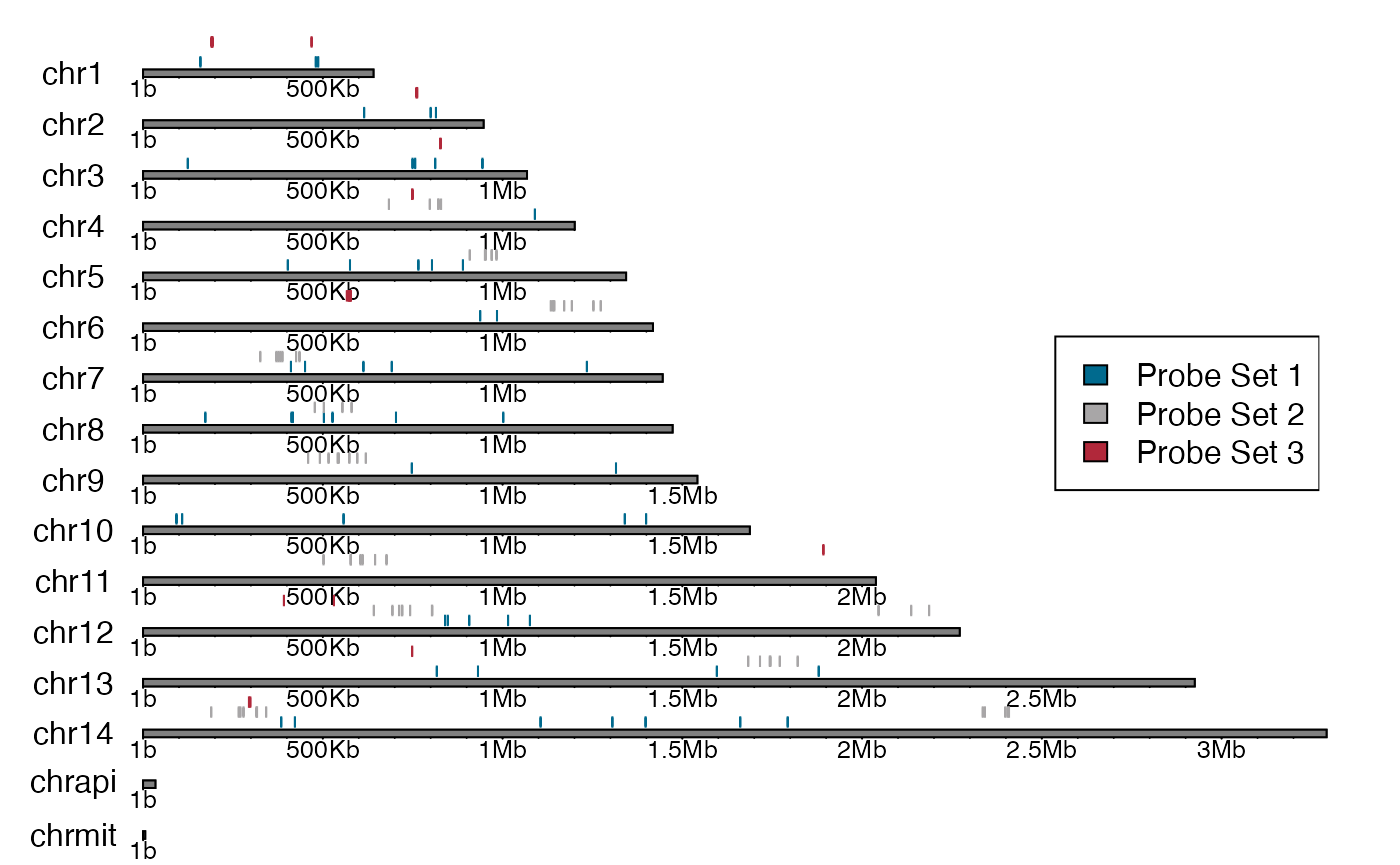 chr1
1b 500Kb
chr2
1b 500Kb
chr3
1b 500Kb 1Mb
chr4
1b 500Kb 1Mb
chr5
1b 500Kb 1Mb
chr6
1b 500Kb 1Mb
chr7
1b 500Kb 1Mb
chr8
1b 500Kb 1Mb
chr9
1b 500Kb 1Mb 1.5Mb
chr10
1b 500Kb 1Mb 1.5Mb
chr11
1b 500Kb 1Mb 1.5Mb 2Mb
chr12
1b 500Kb 1Mb 1.5Mb 2Mb
chr13
1b 500Kb 1Mb 1.5Mb 2Mb 2.5Mb
chr14
1b 500Kb 1Mb 1.5Mb 2Mb 2.5Mb 3Mb
chrapi
1b
chrmit
1b
Probe Set 1
Probe Set 2
Probe Set 3